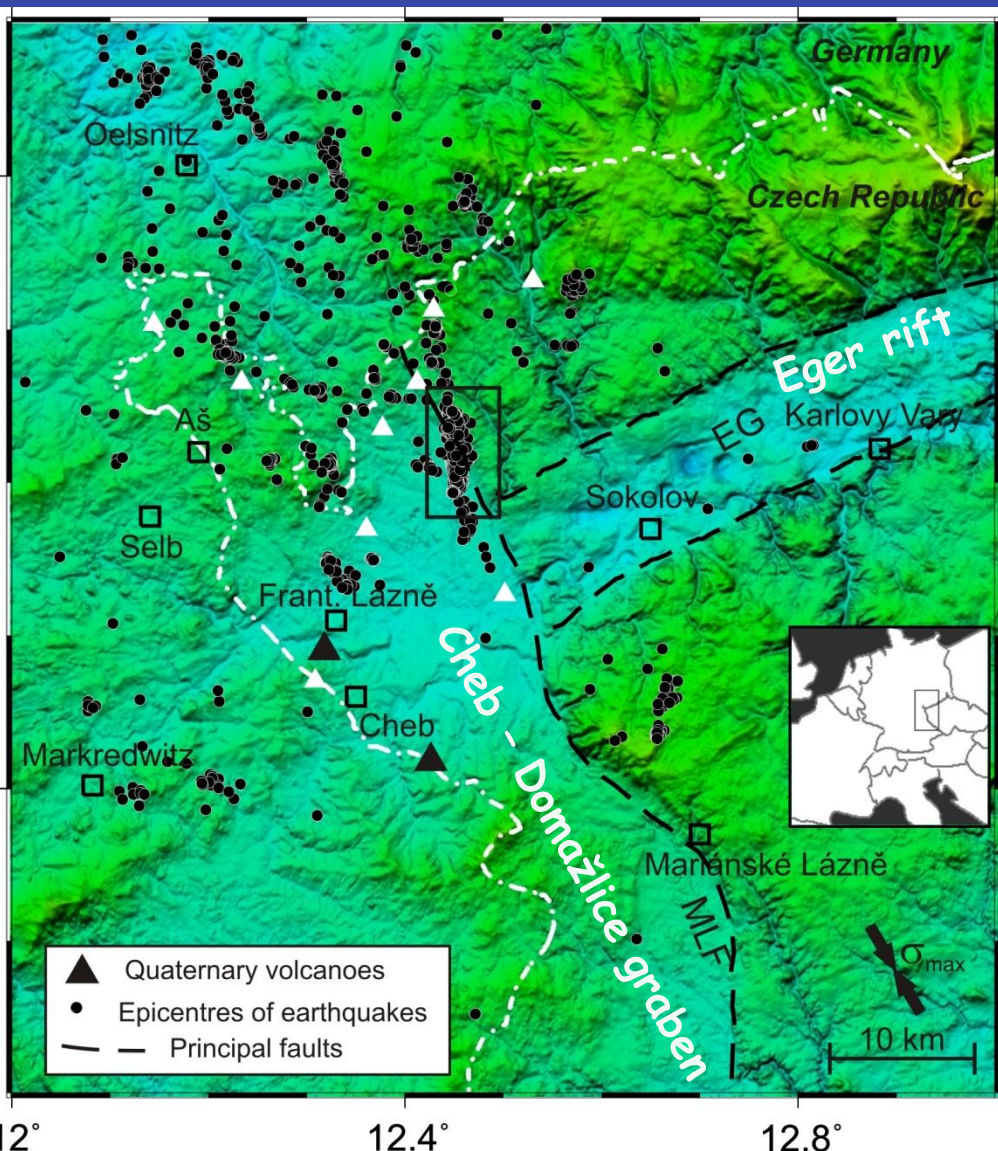 Germany
Oelsnitz
Czech Republic
Eger rift
EG
Karlovy Vary
Aš
Sokolov
Selb
Frant. Lázně
Cheb - Domažlice graben
Cheb
Markredwitz
Mariánské Lázně
MLF
σmax
10 km
Quaternary volcanoes
Epicentres of earthquakes
Principal faults
12°
12.4°
12.8°